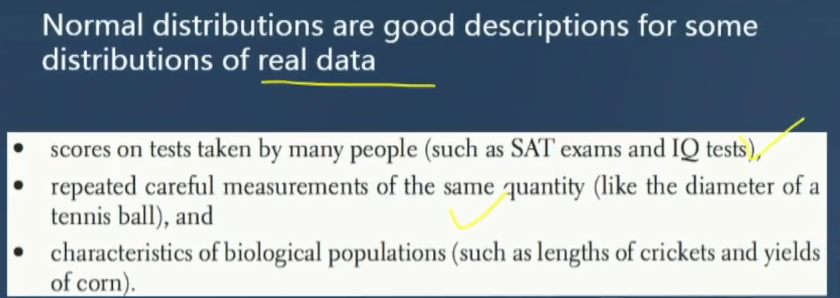 Normal distributions are good descriptions for some
distributions of real data
• scores on tests taken by many people (such as SAT exams and IQ tests),
• repeated careful measurements of the same quantity (like the diameter of a
tennis ball), and
• characteristics of biological populations (such as lengths of crickets and yields
of corn).